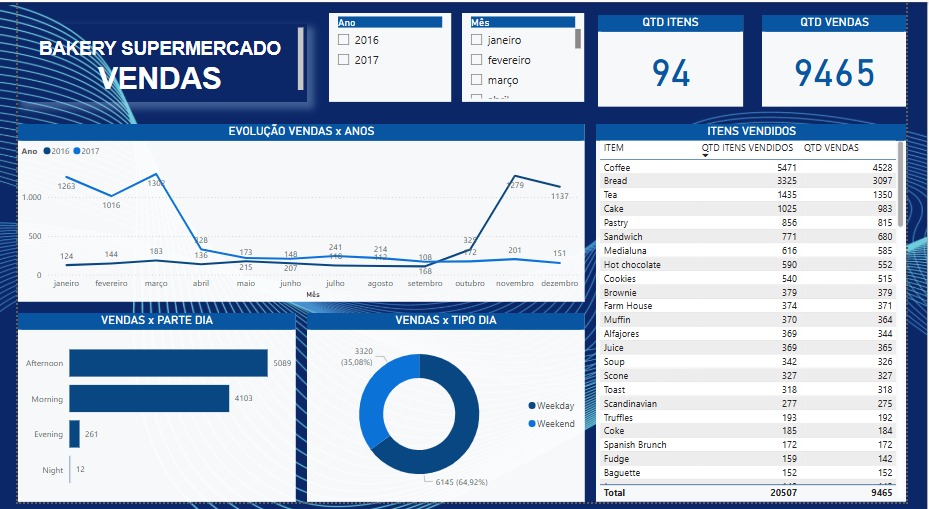 BAKERY SUPERMERCADO
VENDAS
Ano
2016
2017
Mês
janeiro
fevereiro
março
abril
QTD ITENS
94
QTD VENDAS
9465
EVOLUÇÃO VENDAS x ANOS
Ano 2016 2017
1.000
500
0
1263
1016
1302
328
173
148
241
214
108
172
201
151
124
144
183
136
215
207
118
112
168
325
1279
1137
janeiro fevereiro março abril maio junho julho agosto setembro outubro novembro dezembro
Mês
VENDAS x PARTE DIA
Afternoon 5089
Morning 4103
Evening 261
Night 12
VENDAS x TIPO DIA
3320
(35,08%)
6145 (64,92%)
Weekday
Weekend
ITENS VENDIDOS
ITEM QTD ITENS VENDIDOS QTD VENDAS
Coffee 5471 4528
Bread 3325 3097
Tea 1435 1350
Cake 1025 983
Pastry 856 815
Sandwich 771 680
Medialuna 616 585
Hot chocolate 590 552
Cookies 540 515
Brownie 379 379
Farm House 374 371
Muffin 370 364
Alfajores 369 344
Juice 369 365
Soup 342 326
Scone 327 327
Toast 318 318
Scandinavian 277 275
Truffles 193 192
Coke 185 184
Spanish Brunch 172 172
Fudge 159 142
Baguette 152 152
Total 20507 9465